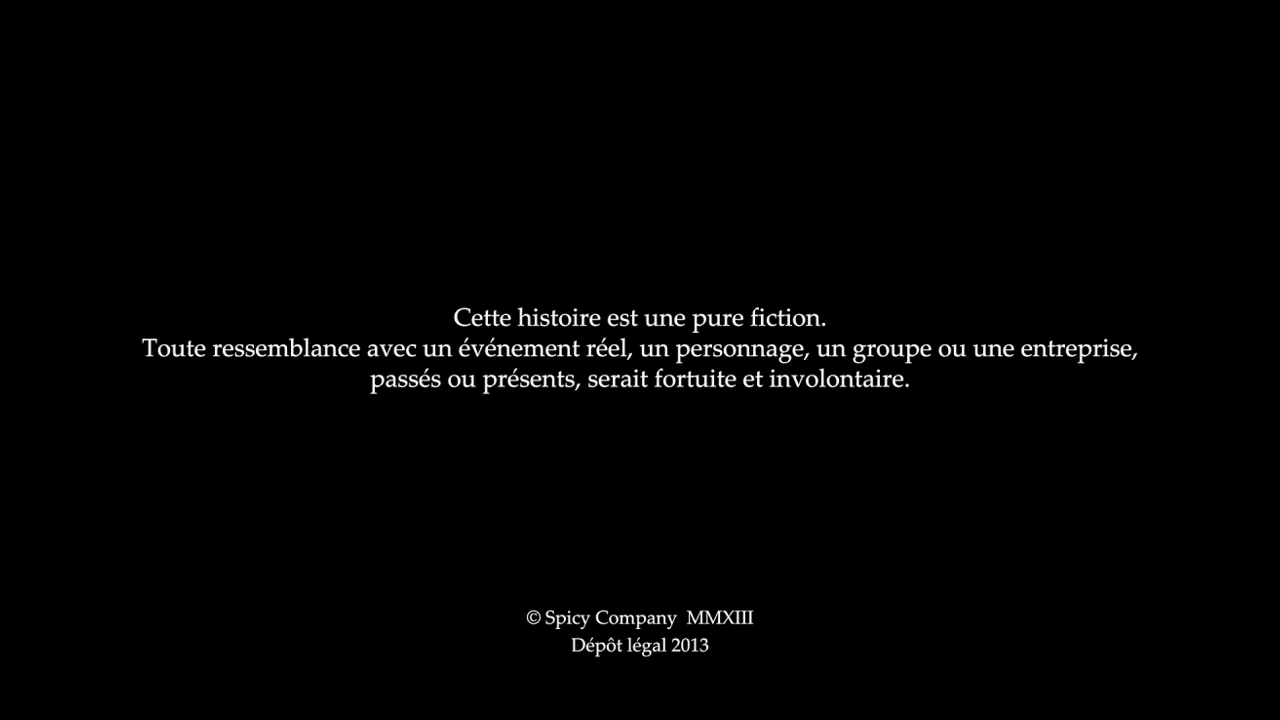 Cette histoire est une pure fiction.
Toute ressemblance avec un événement réel, un personnage, un groupe ou une entreprise,
passés ou présents, serait fortuite et involontaire.
© Spicy Company MMXIII
Dépôt légal 2013